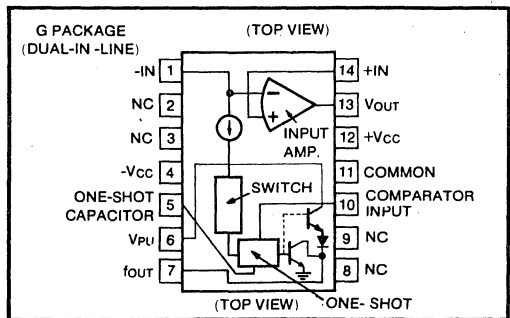 G PACKAGE
(DUAL-IN -LINE)
(TOP VIEW)
-IN 1
NC 2
NC 3
-VCC 4
ONE-SHOT
CAPACITOR 5
VPU 6
fOUT 7
14 +IN
13 VOUT
12 +VCC
11 COMMON
10 COMPARATOR
INPUT
9 NC
8 NC
−
+
INPUT
AMP.
SWITCH
(TOP VIEW)
ONE- SHOT